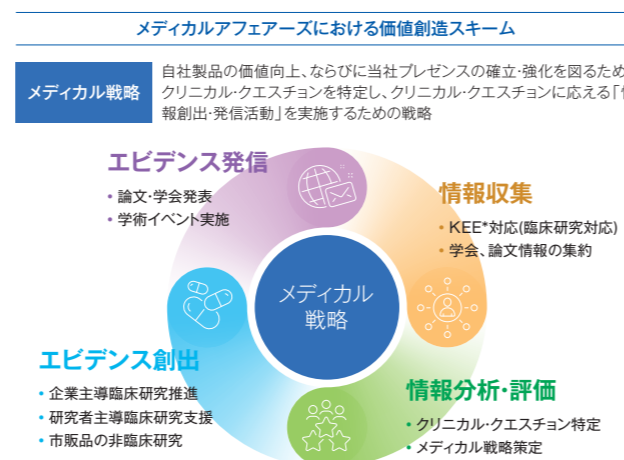 メディカルアフェアーズにおける価値創造スキーム
メディカル戦略
自社製品の価値向上、ならびに当社プレゼンスの確立・強化を図るため
クリニカル・クエスチョンを特定し、クリニカル・クエスチョンに応える「
報創出・発信活動」を実施するための戦略
エビデンス発信
• 論文・学会発表
• 学術イベント実施
情報収集
• KEE*対応(臨床研究対応)
• 学会、論文情報の集約
メディカル
戦略
エビデンス創出
• 企業主導臨床研究推進
• 研究者主導臨床研究支援
• 市販品の非臨床研究
情報分析・評価
• クリニカル・クエスチョン特定
• メディカル戦略策定